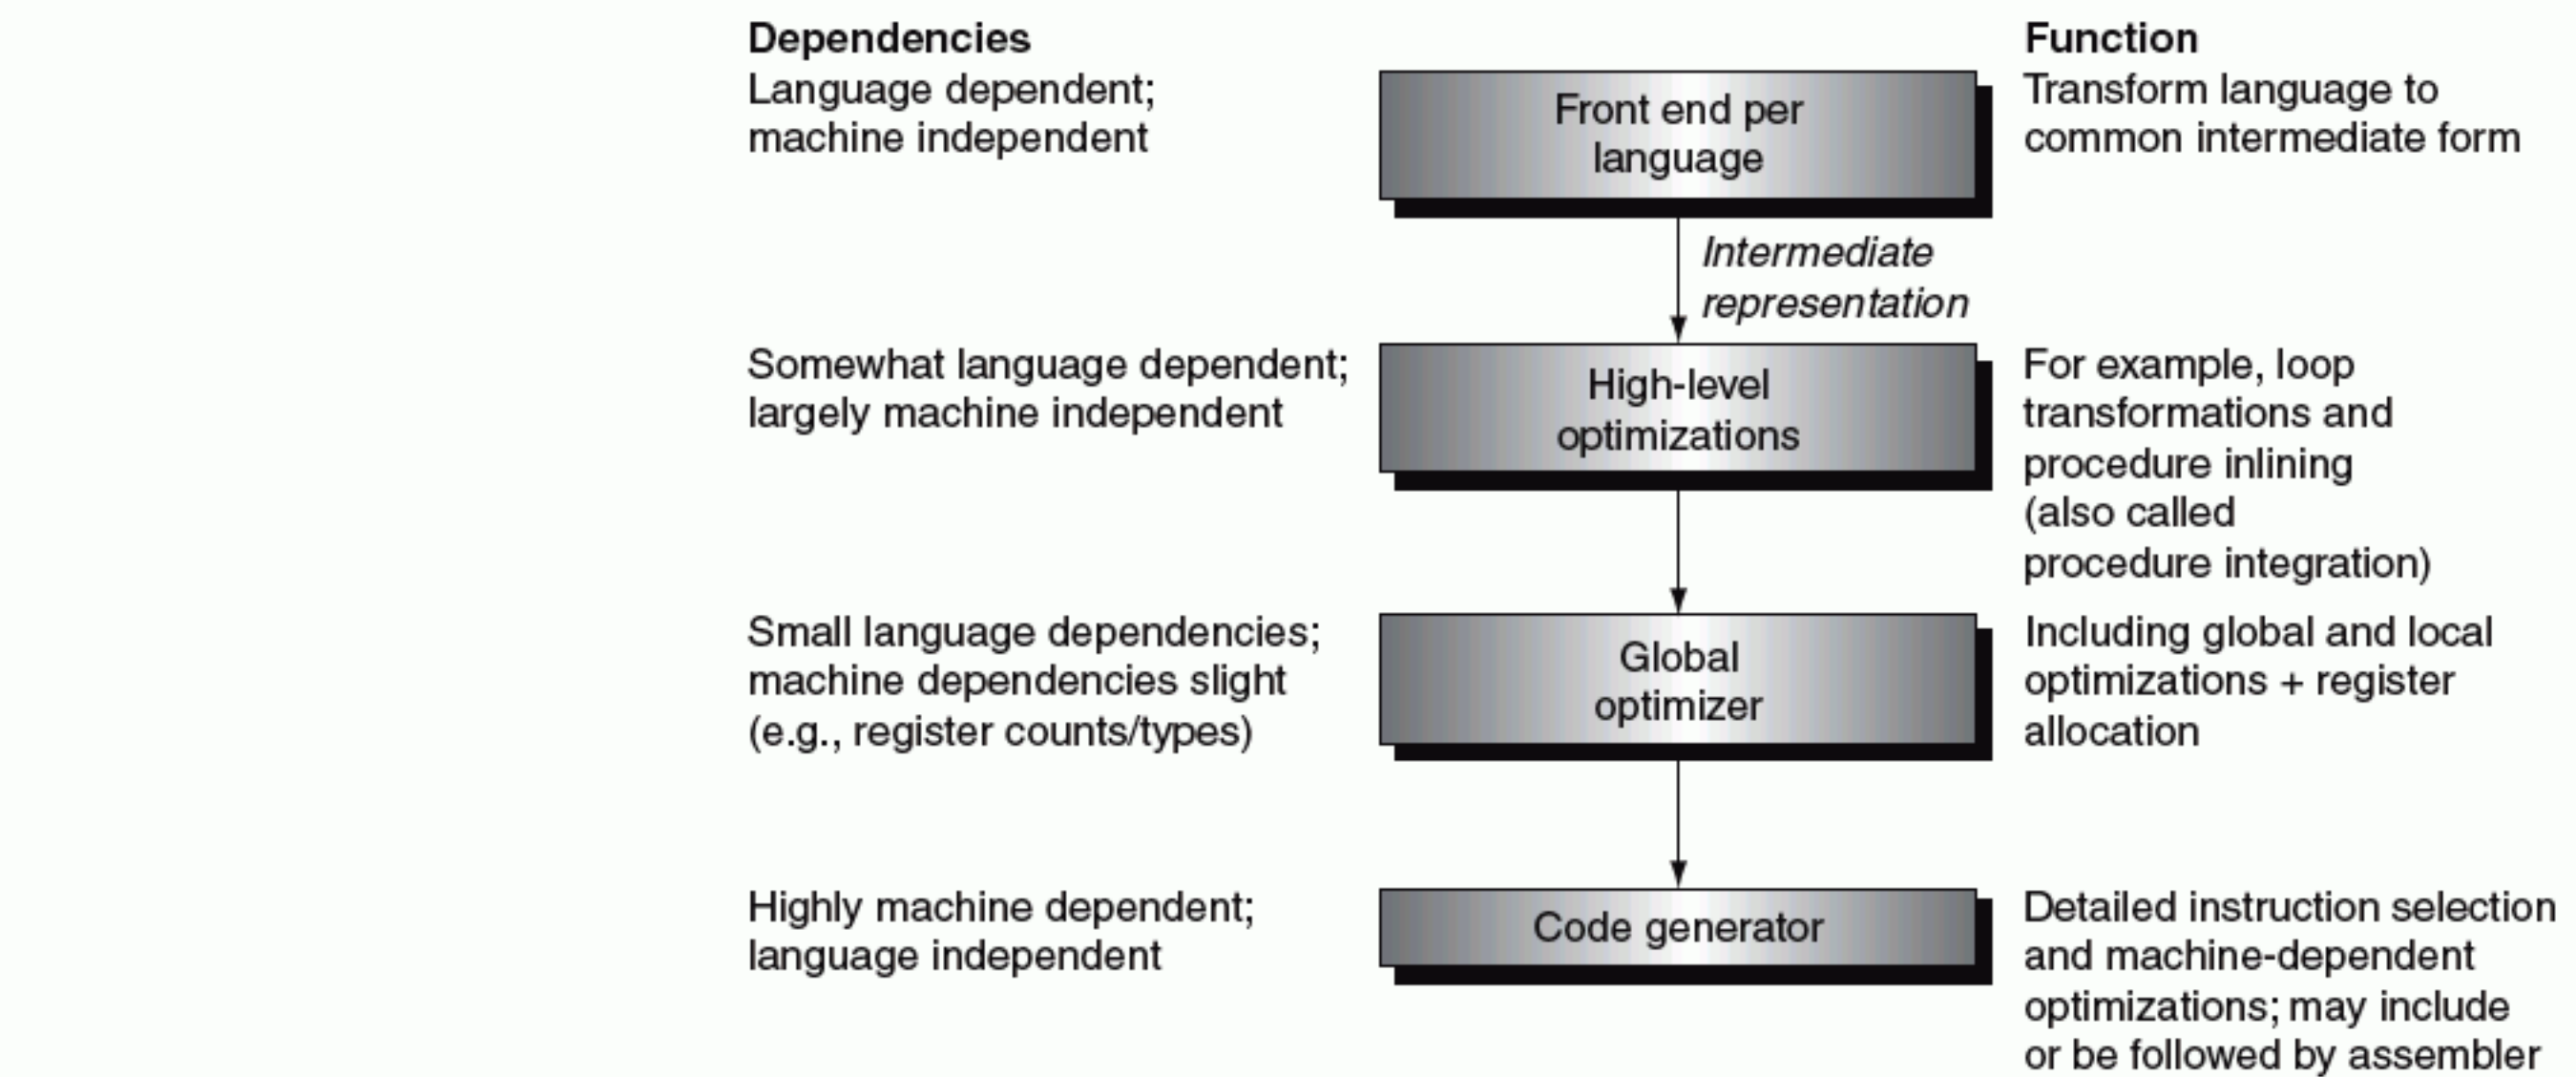 Dependencies
Language dependent;
machine independent
Front end per
language
Function
Transform language to
common intermediate form
Intermediate
representation
Somewhat language dependent;
largely machine independent
High-level
optimizations
For example, loop
transformations and
procedure inlining
(also called
procedure integration)
Small language dependencies;
machine dependencies slight
(e.g., register counts/types)
Global
optimizer
Including global and local
optimizations + register
allocation
Highly machine dependent;
language independent
Code generator
Detailed instruction selection
and machine-dependent
optimizations; may include
or be followed by assembler